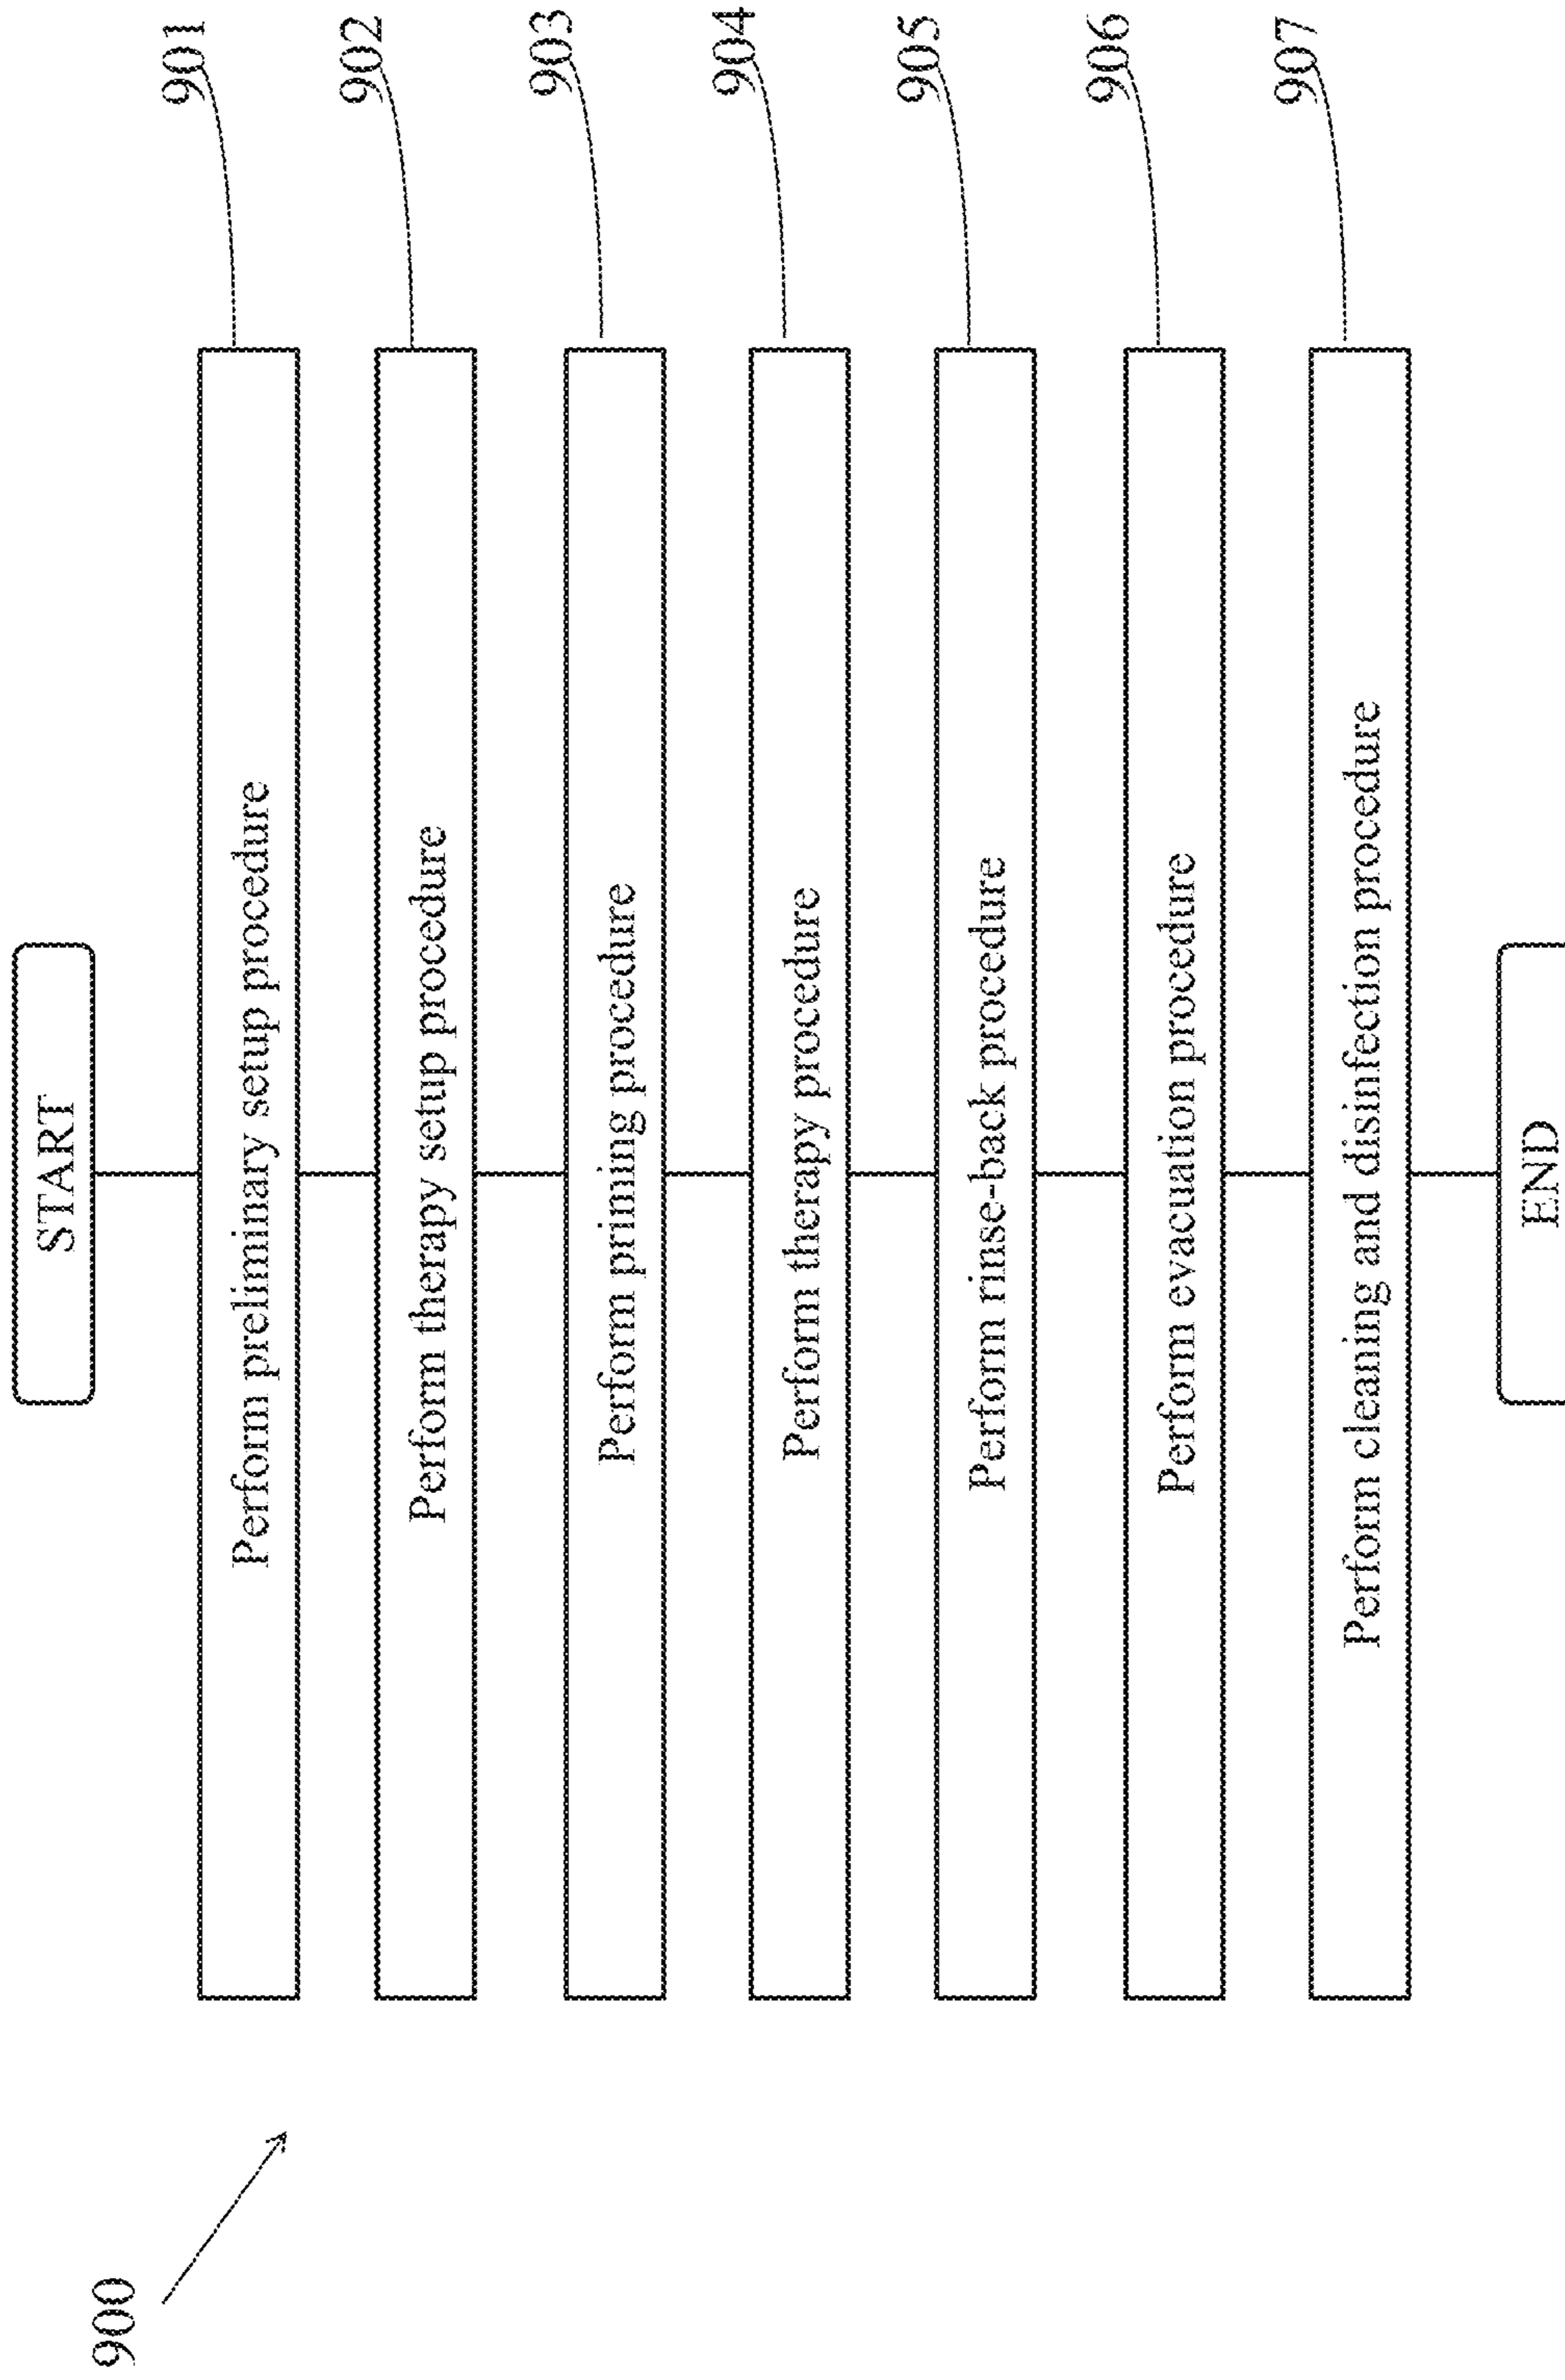 900
START
Perform preliminary setup procedure
901
Perform therapy setup procedure
902
Perform priming procedure
903
Perform therapy procedure
904
Perform rinse-back procedure
905
Perform evacuation procedure
906
Perform cleaning and disinfection procedure
907
END